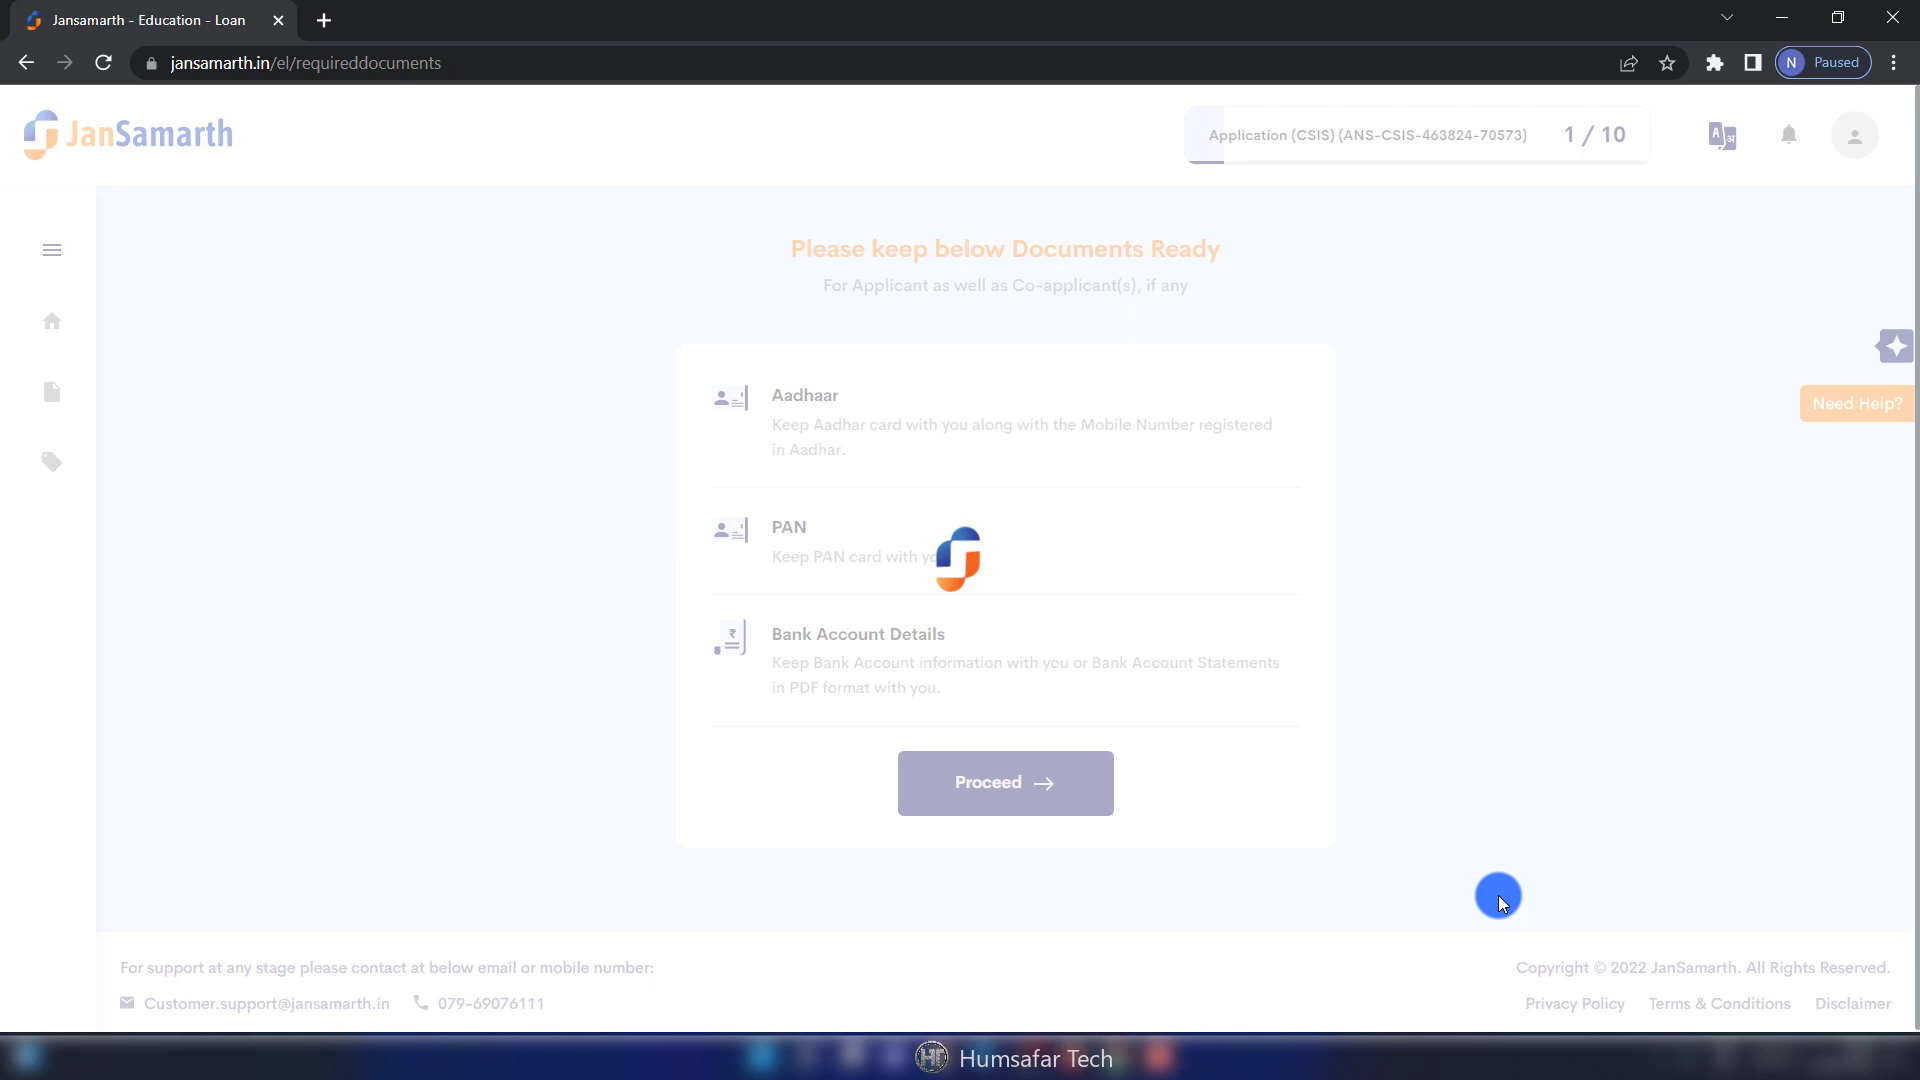 Jansamarth - Education - Loan
jansamarth.in/el/requireddocuments
N Paused
JanSamarth
Application (CSIS) (ANS-CSIS-463824-70573) 1 / 10
A अ
Please keep below Documents Ready
For Applicant as well as Co-applicant(s), if any
Aadhaar
Keep Aadhar card with you along with the Mobile Number registered
in Aadhar.
Need Help?
PAN
Keep PAN card with yo
Bank Account Details
Keep Bank Account information with you or Bank Account Statements
in PDF format with you.
Proceed
For support at any stage please contact at below email or mobile number:
Customer.support@jansamarth.in 079-69076111
Copyright © 2022 JanSamarth. All Rights Reserved.
Privacy Policy Terms & Conditions Disclaimer
HT Humsafar Tech